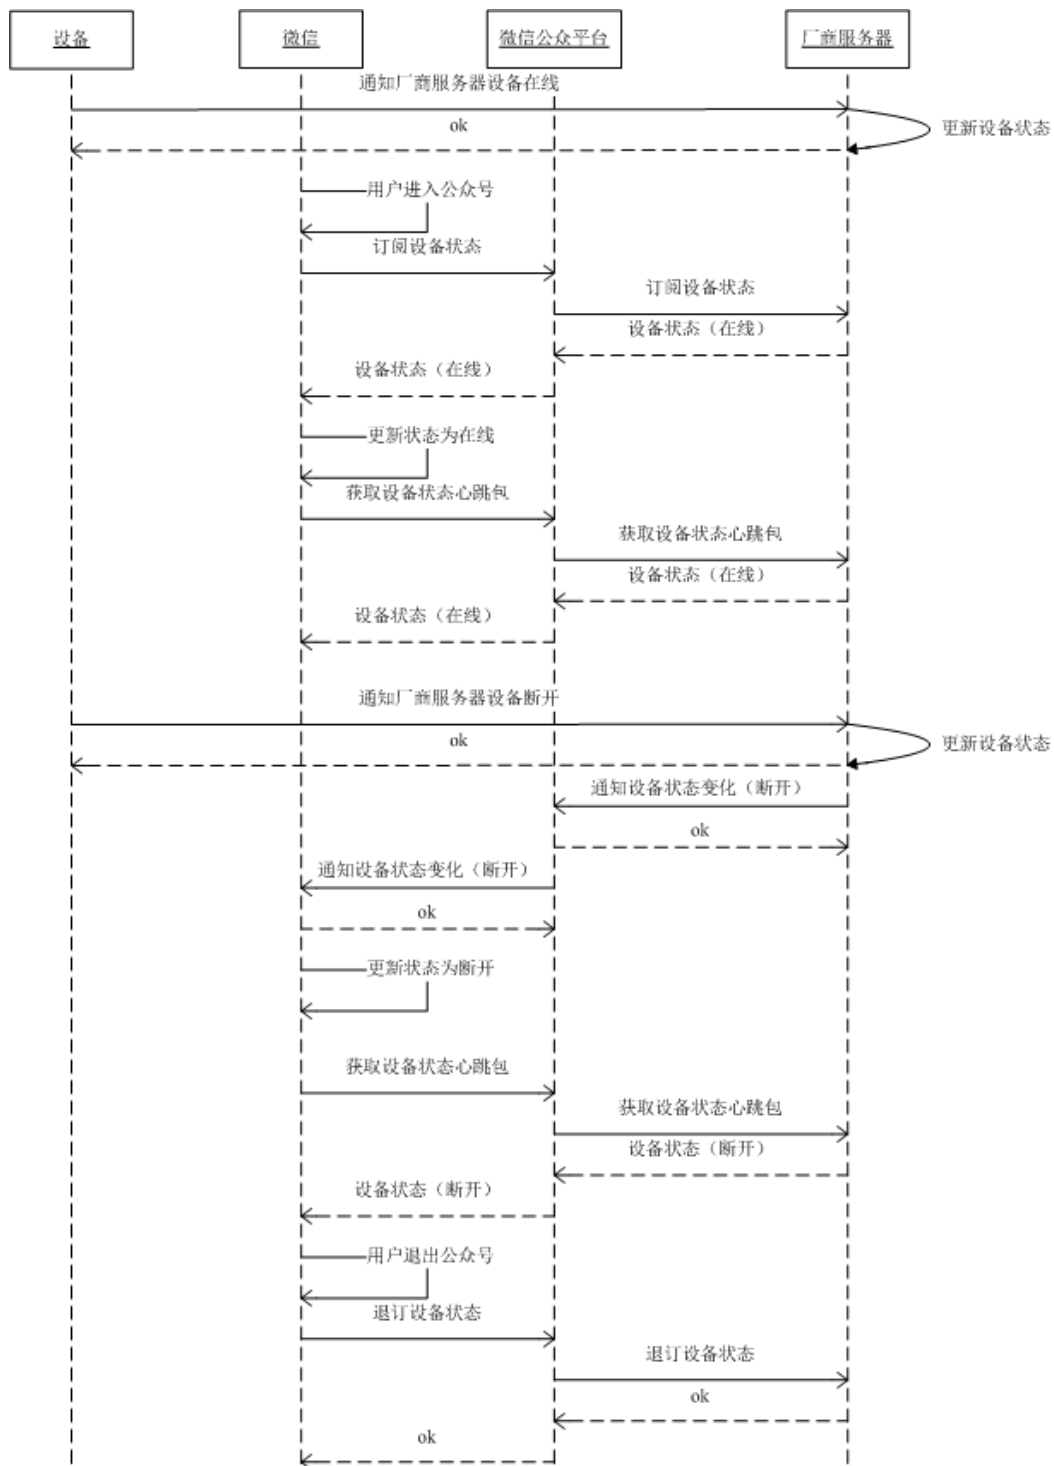 设备
微信
微信公众平台
厂商服务器
通知厂商服务器设备在线
ok
更新设备状态
用户进入公众号
订阅设备状态
订阅设备状态
设备状态（在线）
设备状态（在线）
更新状态为在线
获取设备状态心跳包
获取设备状态心跳包
设备状态（在线）
设备状态（在线）
通知厂商服务器设备断开
ok
更新设备状态
通知设备状态变化（断开）
ok
通知设备状态变化（断开）
ok
更新状态为断开
获取设备状态心跳包
获取设备状态心跳包
设备状态（断开）
设备状态（断开）
用户退出公众号
退订设备状态
退订设备状态
ok
ok